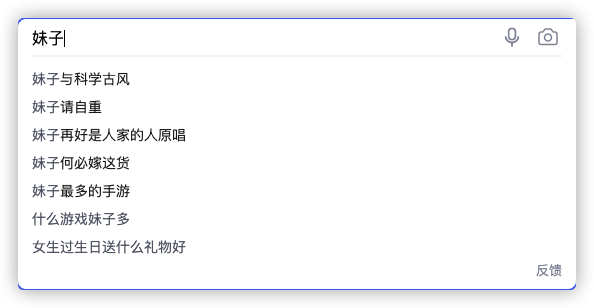 妹子
妹子与科学古风
妹子请自重
妹子再好是人家的人原唱
妹子何必嫁这货
妹子最多的手游
什么游戏妹子多
女生过生日送什么礼物好
反馈